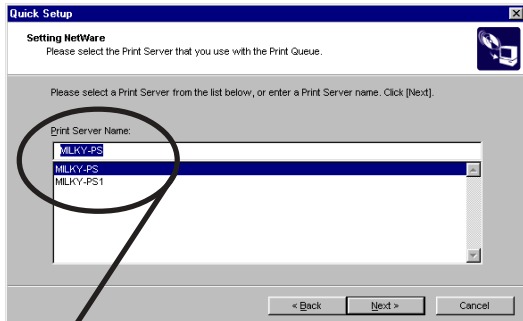 Quick Setup
Setting NetWare
Please select the Print Server that you use with the Print Queue.
Please select a Print Server from the list below, or enter a Print Server name. Click [Next].
Print Server Name:
MILKY-PS
MILKY-PS
MILKY-PS1
« Back Next » Cancel